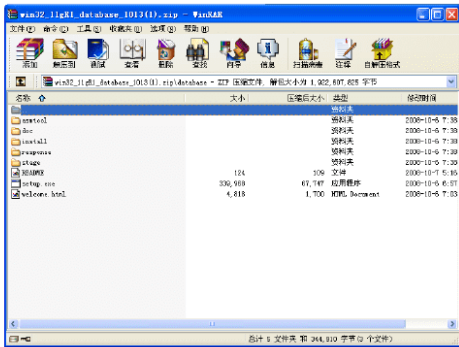 win32_11gR1_database_1013(1).zip - WinRAR
文件(F) 命令(C) 工具(S) 收藏夹(O) 选项(N) 帮助(H)
添加 解压到 测试 查看 删除 查找 向导 信息 扫描病毒 注释 自解压格式
win32_11gR1_database_1013(1).zip\database - ZIP 压缩文件, 解包大小为 1,922,607,825 字节
名称 大小 压缩后大小 类型 修改时间
资料夹
asmtool 资料夹 2008-10-6 7:38
doc 资料夹 2008-10-6 7:38
install 资料夹 2008-10-6 7:38
response 资料夹 2008-10-6 7:38
stage 资料夹 2008-10-6 7:38
README 124 109 文件 2008-10-7 5:16
setup.exe 339,968 67,747 应用程序 2008-10-6 6:57
welcome.html 4,818 1,700 HTML Document 2008-10-6 7:03
总计 5 文件夹 和 344,910 字节(3 个文件)